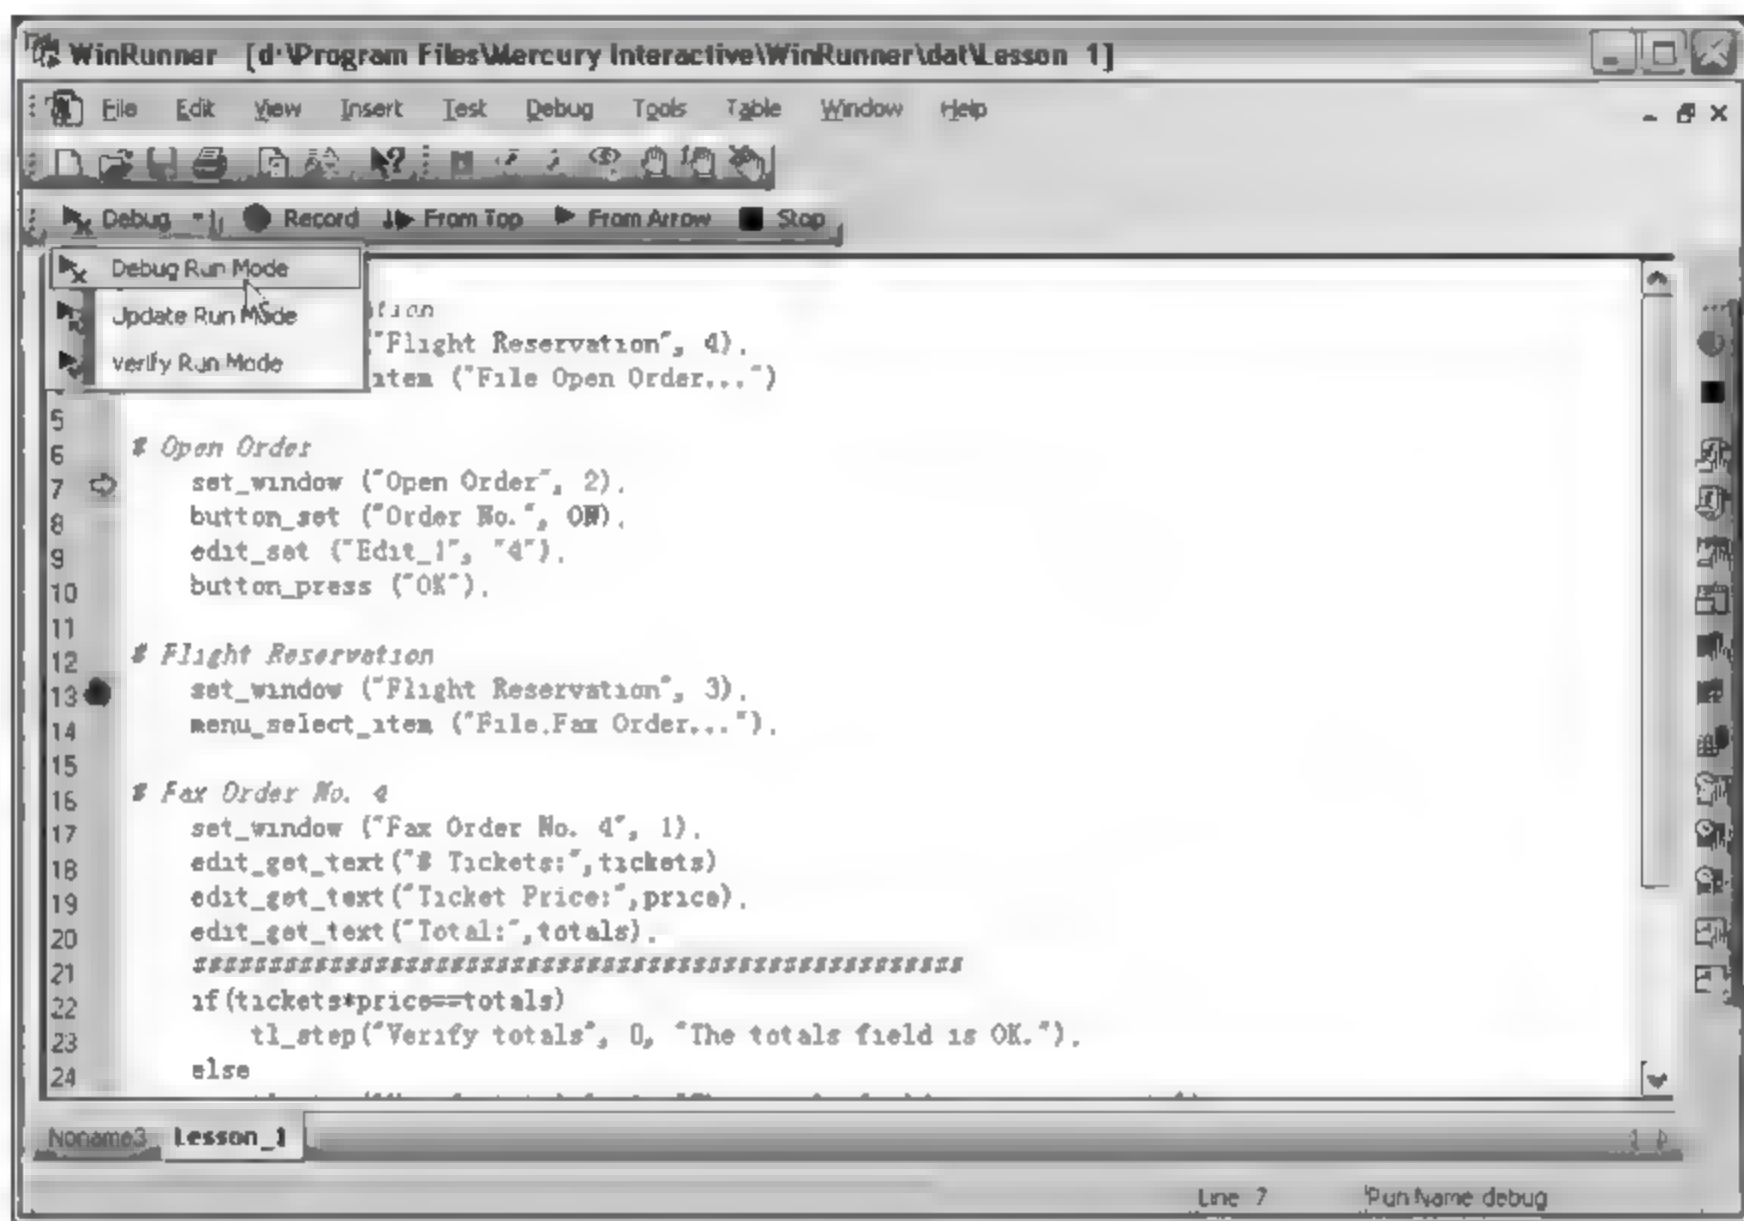 WinRunner [d:\Program Files\Mercury Interactive\WinRunner\dat\Lesson_1]
File Edit View Insert Test Debug Tools Table Window Help
Debug Record From Top From Arrow Stop
Debug Run Mode
Update Run Mode
Verify Run Mode
tion
"Flight Reservation", 4).
item ("File Open Order...")
5
6 # Open Order
7 set_window ("Open Order", 2).
8 button_set ("Order No.", ON).
9 edit_set ("Edit_1", "4").
10 button_press ("OK").
11
12 # Flight Reservation
13 set_window ("Flight Reservation", 3).
14 menu_select_item ("File.Fax Order...").
15
16 # Fax Order No. 4
17 set_window ("Fax Order No. 4", 1).
18 edit_get_text("# Tickets:",tickets)
19 edit_get_text("Ticket Price:",price).
20 edit_get_text("Total:",totals).
21 ##################################################
22 if(tickets*price==totals)
23 tl_step("Verify totals", 0, "The totals field is OK.").
24 else
Noname3 Lesson_1
Line 7 Run Name debug